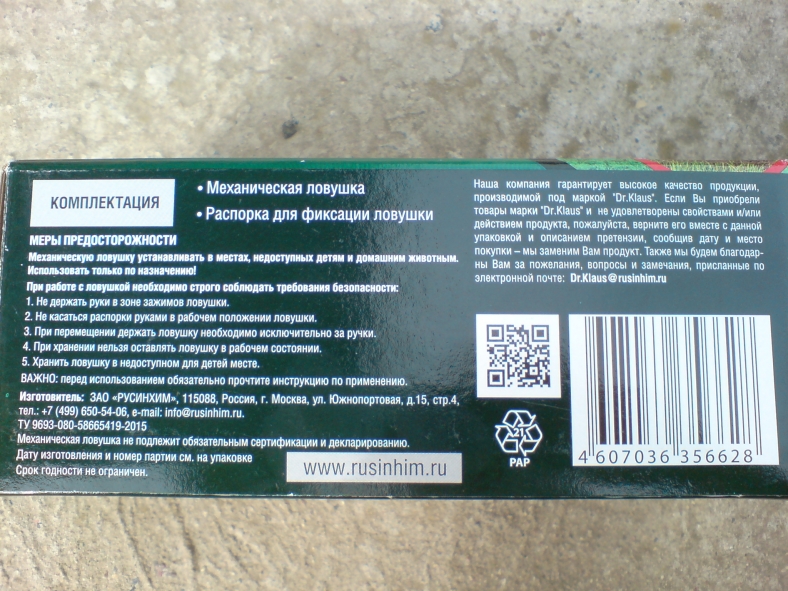 КОМПЛЕКТАЦИЯ
• Механическая ловушка
• Распорка для фиксации ловушки
МЕРЫ ПРЕДОСТОРОЖНОСТИ
Механическую ловушку устанавливать в местах, недоступных детям и домашним животным.
Использовать только по назначению!
При работе с ловушкой необходимо строго соблюдать требования безопасности:
1. Не держать руки в зоне зажимов ловушки.
2. Не касаться распорки руками в рабочем положении ловушки.
3. При перемещении держать ловушку необходимо исключительно за ручки.
4. При хранении нельзя оставлять ловушку в рабочем состоянии.
5. Хранить ловушку в недоступном для детей месте.
ВАЖНО: перед использованием обязательно прочтите инструкцию по применению.
Изготовитель: ЗАО «РУСИНХИМ», 115088, Россия, г. Москва, ул. Южнопортовая, д.15, стр.4,
тел.: +7 (499) 650-54-06, e-mail: info@rusinhim.ru
ТУ 9693-080-58665419-2015
Механическая ловушка не подлежит обязательным сертификации и декларированию.
Дату изготовления и номер партии см. на упаковке
Срок годности не ограничен.
www.rusinhim.ru
Наша компания гарантирует высокое качество продукции,
производимой под маркой "Dr.Klaus". Если Вы приобрели
товары марки "Dr.Klaus" и не удовлетворены свойствами и/или
действием продукта, пожалуйста, верните его вместе с данной
упаковкой и описанием претензии, сообщив дату и место
покупки – мы заменим Вам продукт. Также мы будем благодар-
ны Вам за пожелания, вопросы и замечания, присланные по
электронной почте: Dr.Klaus@rusinhim.ru
21
PAP
4 607036 356628